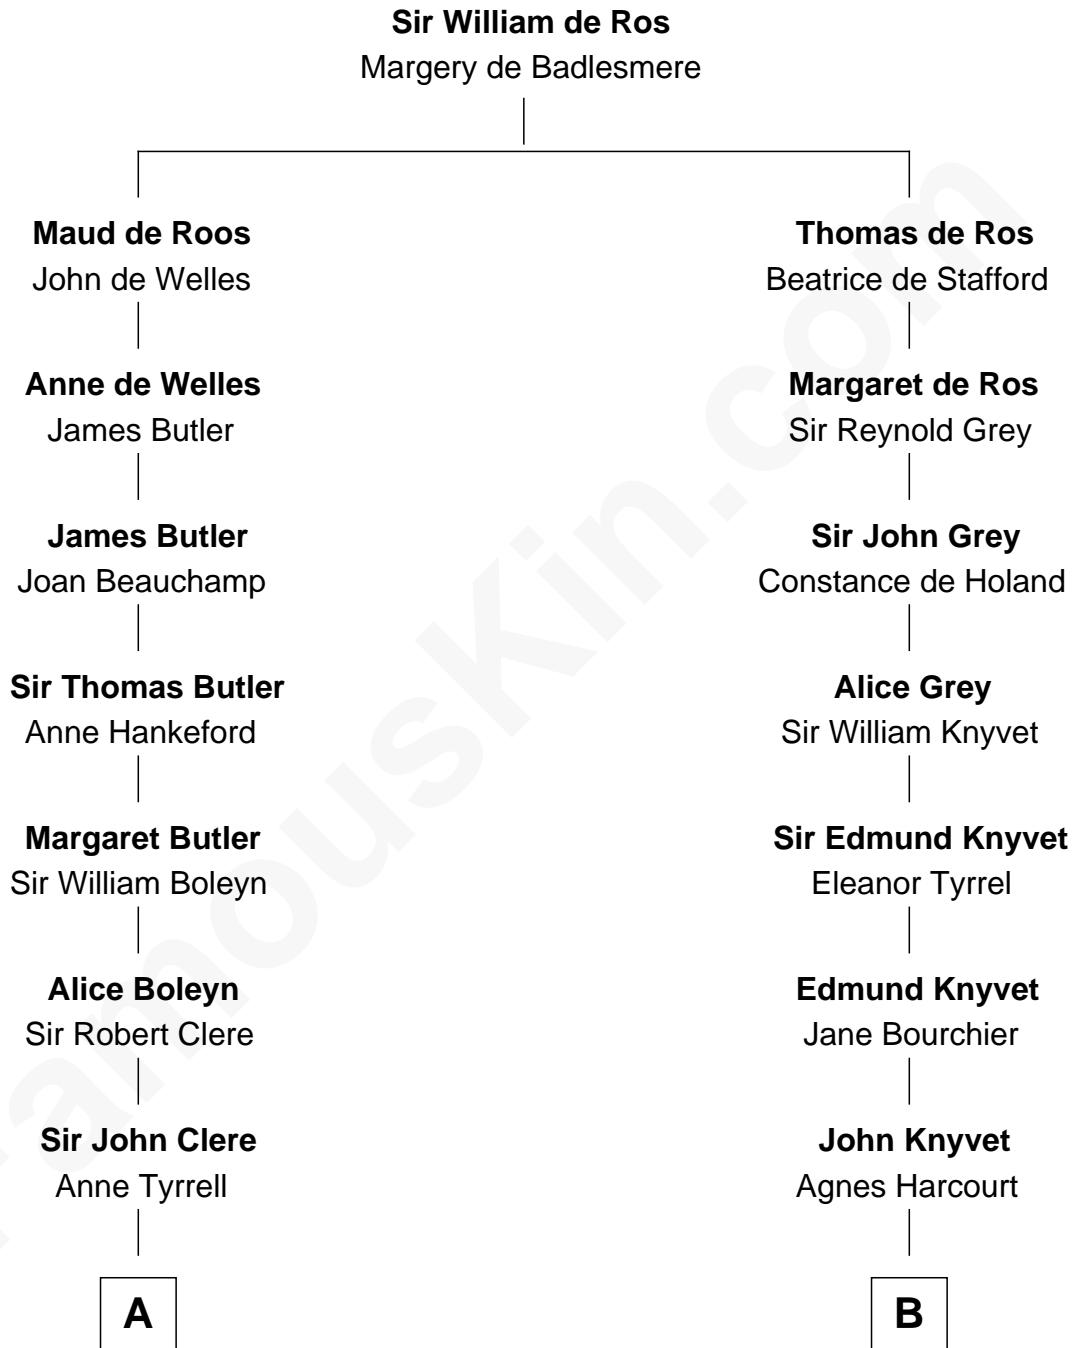 Sir William de Ros
Margery de Badlesmere
Maud de Roos
John de Welles
Thomas de Ros
Beatrice de Stafford
Anne de Welles
James Butler
Margaret de Ros
Sir Reynold Grey
James Butler
Joan Beauchamp
Sir John Grey
Constance de Holand
Sir Thomas Butler
Anne Hankeford
Alice Grey
Sir William Knyvet
Margaret Butler
Sir William Boleyn
Sir Edmund Knyvet
Eleanor Tyrrel
Alice Boleyn
Sir Robert Clere
Edmund Knyvet
Jane Bourchier
Sir John Clere
Anne Tyrrell
John Knyvet
Agnes Harcourt
A
B
FamousKin.com